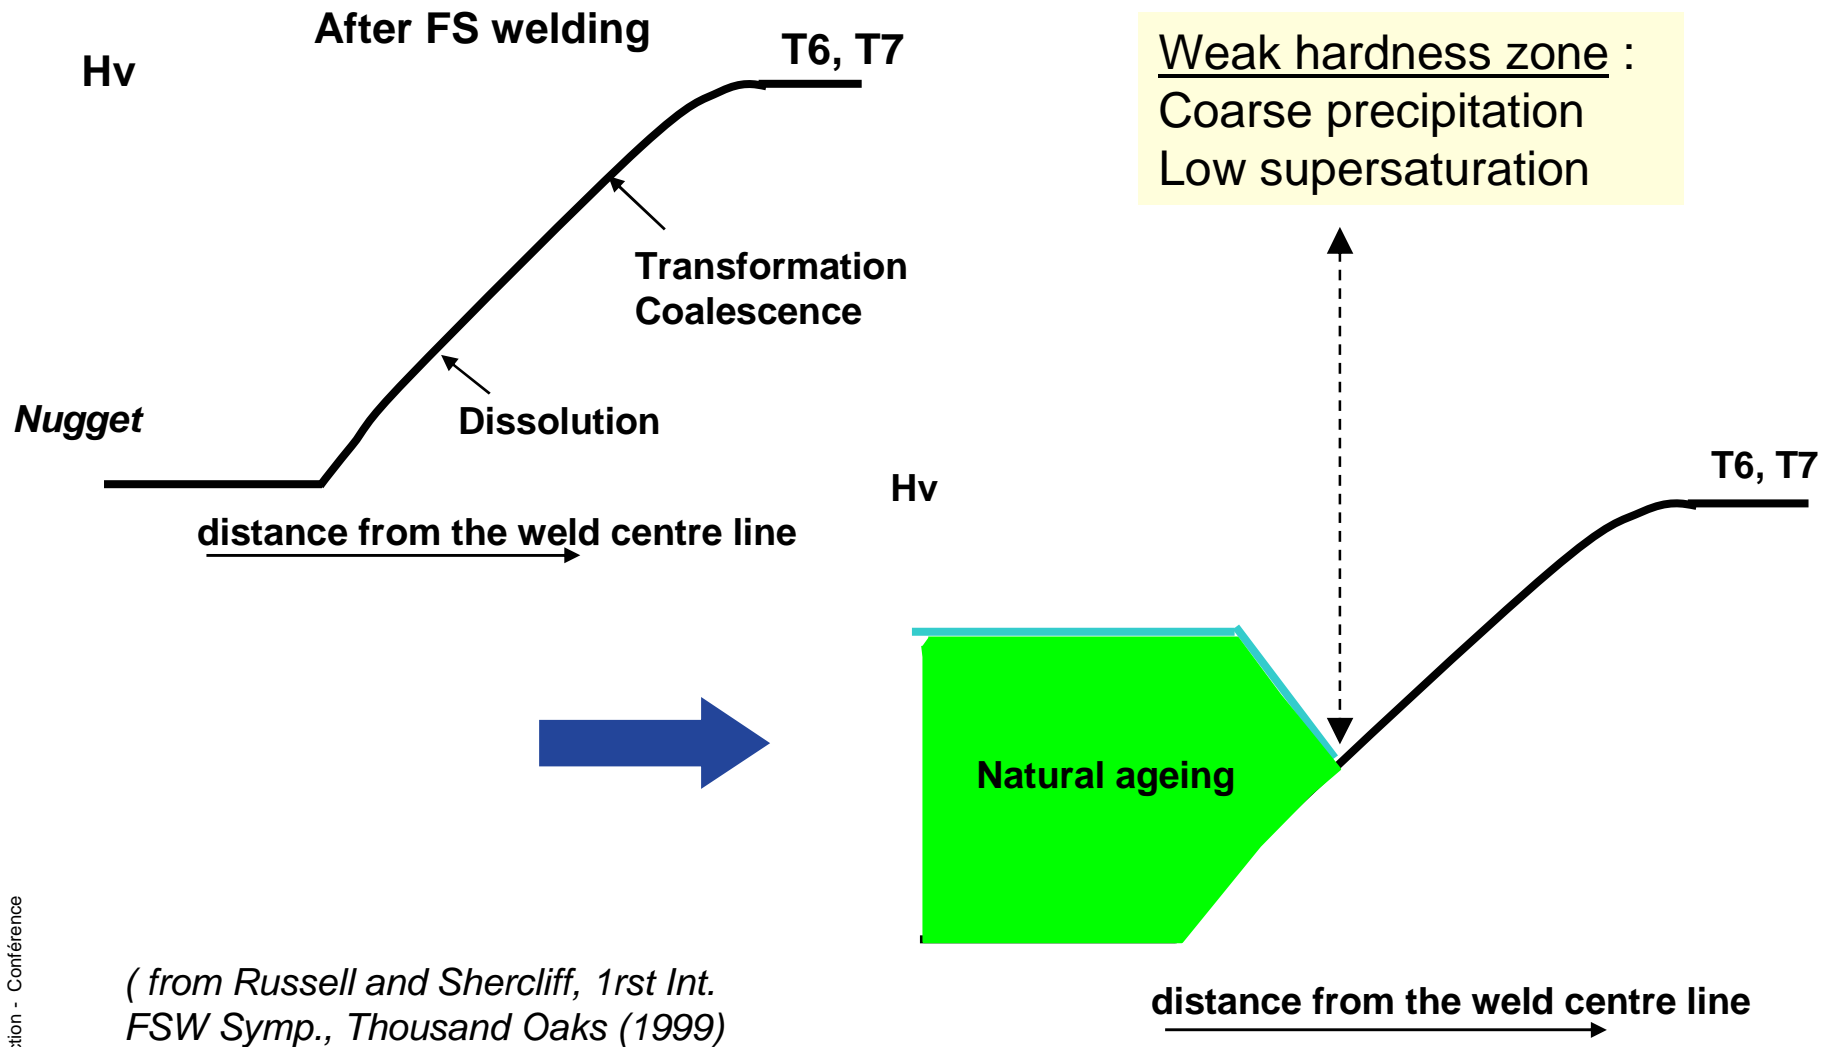 After FS welding
Hv
T6, T7
Transformation
Coalescence
Dissolution
Nugget
distance from the weld centre line
Weak hardness zone :
Coarse precipitation
Low supersaturation
Hv
T6, T7
Natural ageing
distance from the weld centre line
( from Russell and Shercliff, 1rst Int.
FSW Symp., Thousand Oaks (1999)
- Conférence